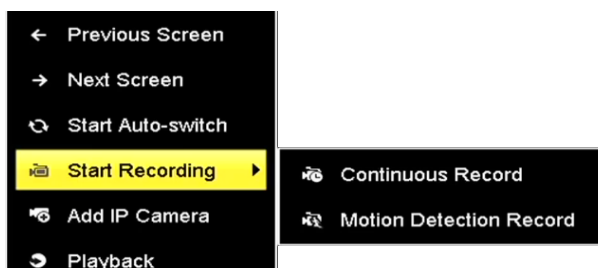 Previous Screen
Next Screen
Start Auto-switch
Start Recording
Continuous Record
Add IP Camera
Motion Detection Record
Playback